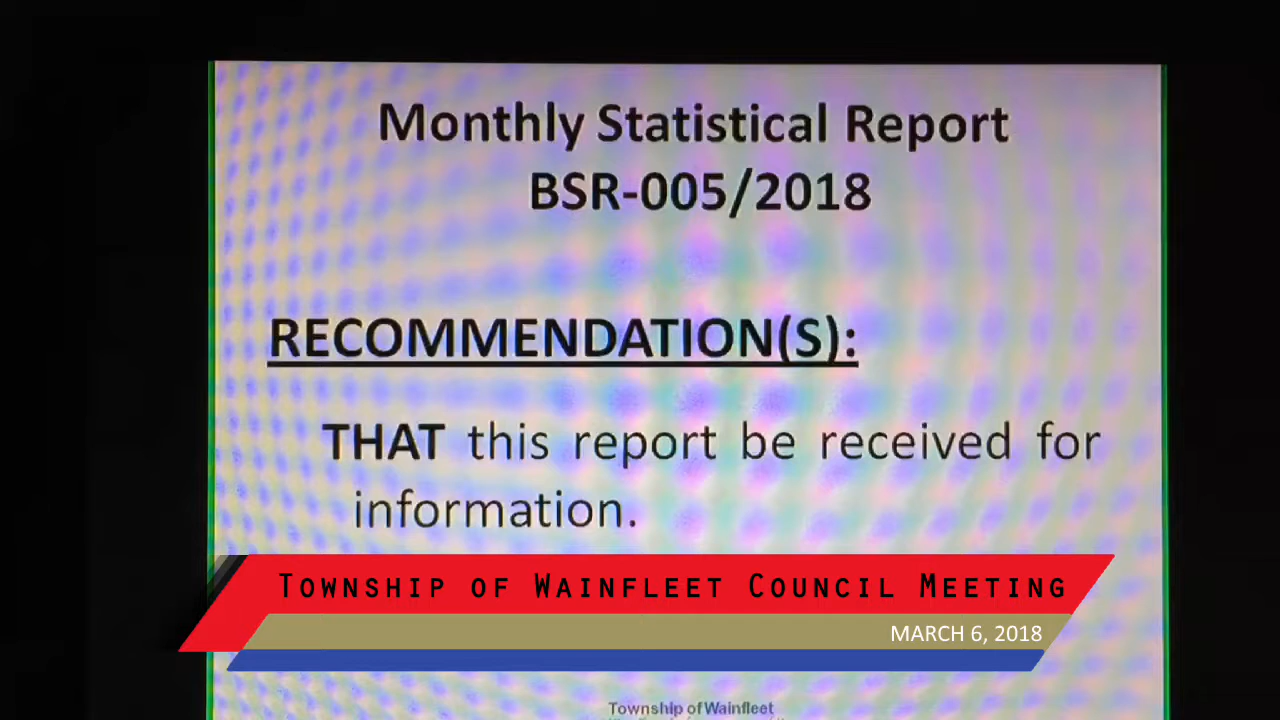 Monthly Statistical Report
BSR-005/2018
RECOMMENDATION(S):
THAT this report be received for
information.
TOWNSHIP OF WAINFLEET COUNCIL MEETING
MARCH 6, 2018
Township of Wainfleet